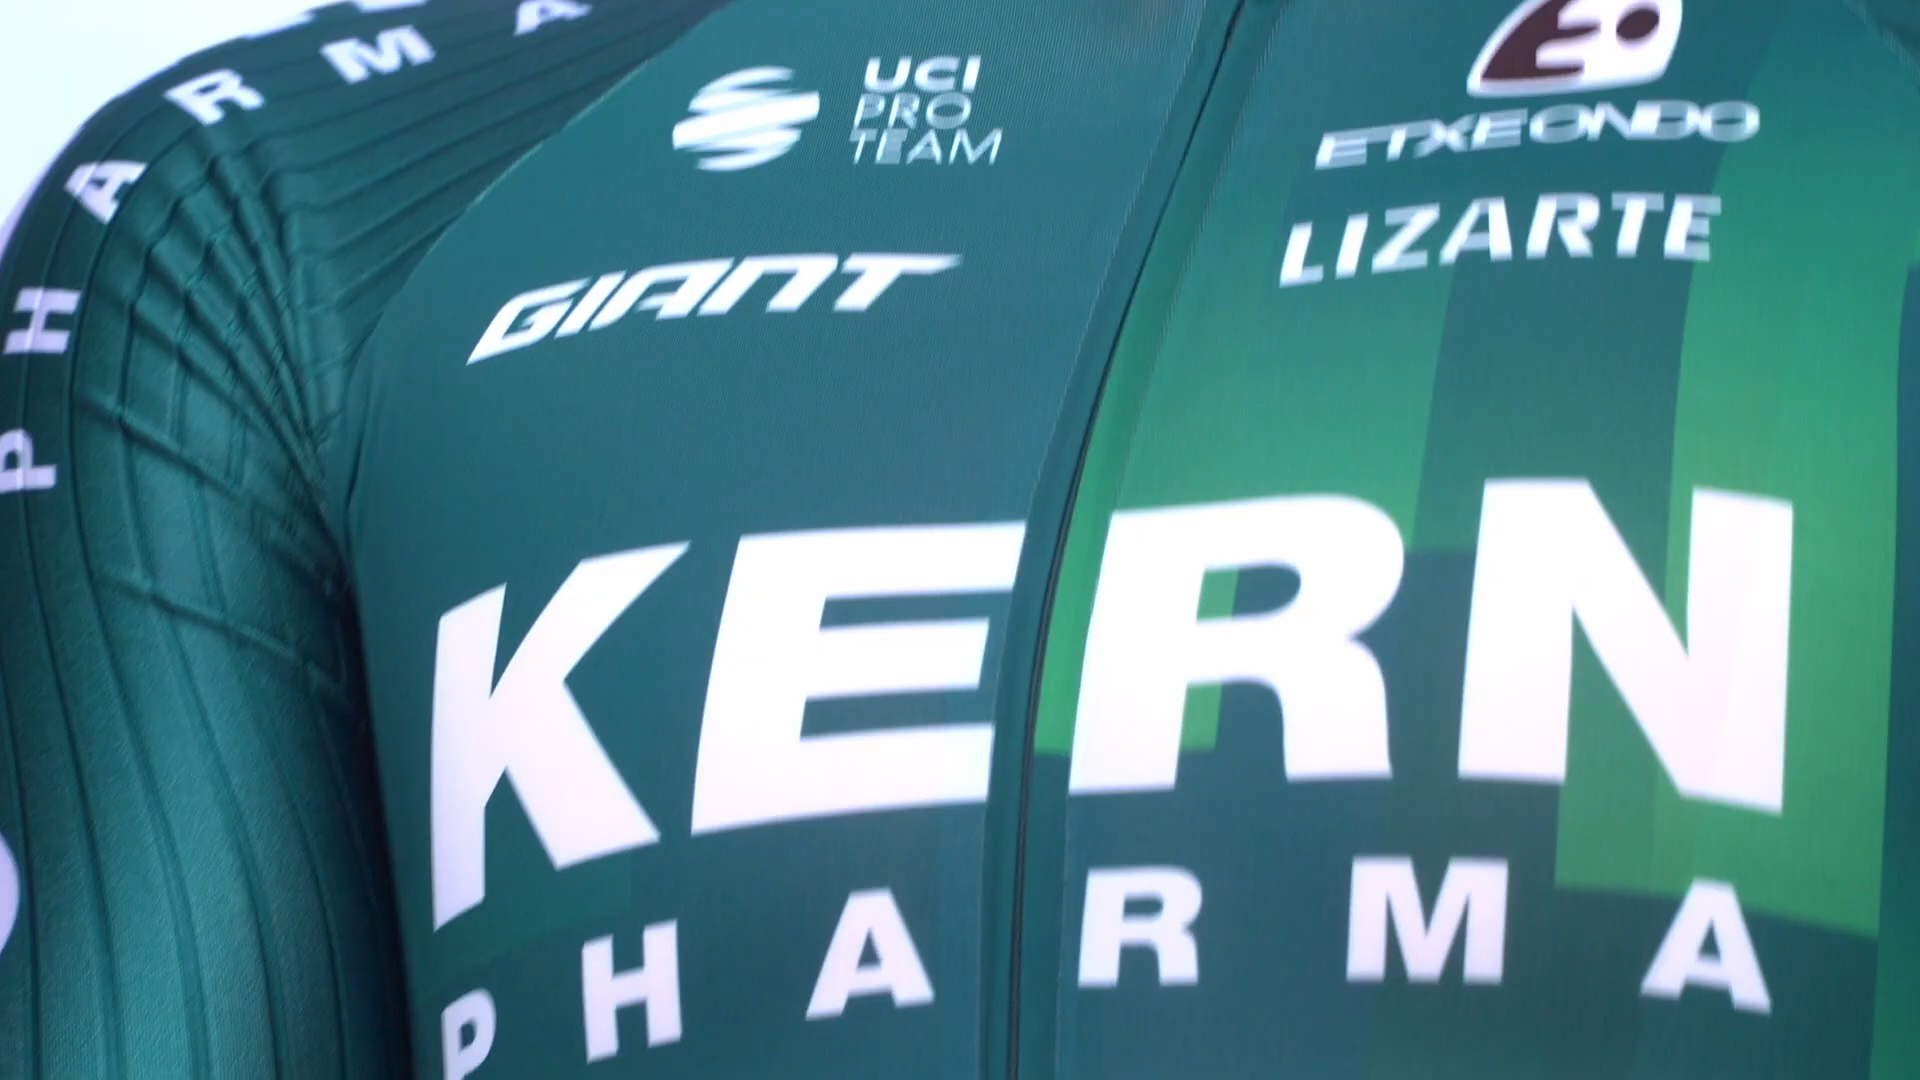 PHARMA
UCI
PRO
TEAM
GIANT
ETXEONDO
LIZARTE
KERN
PHARMA